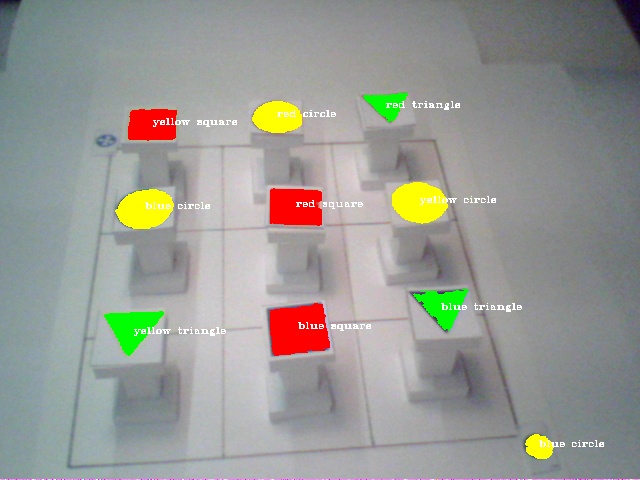 yellow square
red circle
red triangle
blue circle
red square
yellow circle
yellow triangle
blue square
blue triangle
blue circle